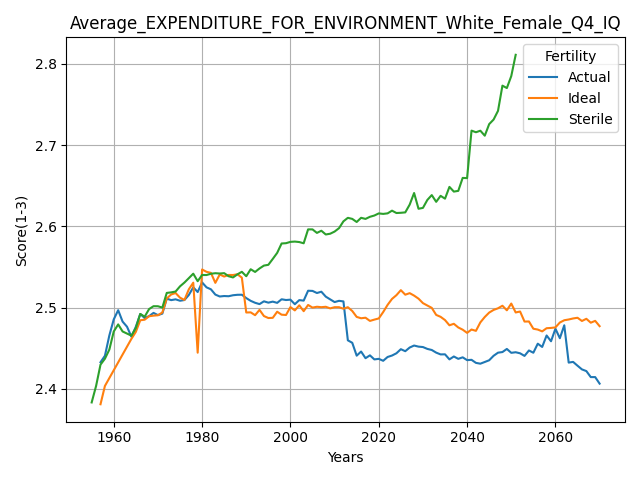 Average_EXPENDITURE_FOR_ENVIRONMENT_White_Female_Q4_IQ
Fertility
Actual
Ideal
Sterile
Score(1-3)
2.8
2.7
2.6
2.5
2.4
1960 1980 2000 2020 2040 2060
Years